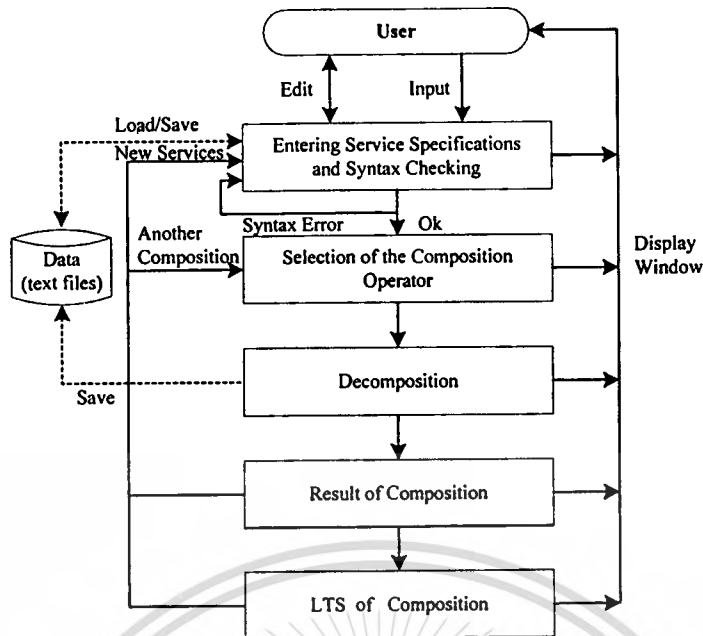 User
Edit
Input
Load/Save
New Services
Entering Service Specifications
and Syntax Checking
Syntax Error
Ok
Another
Composition
Selection of the Composition
Operator
Data
(text files)
Display
Window
Decomposition
Save
Result of Composition
LTS of Composition